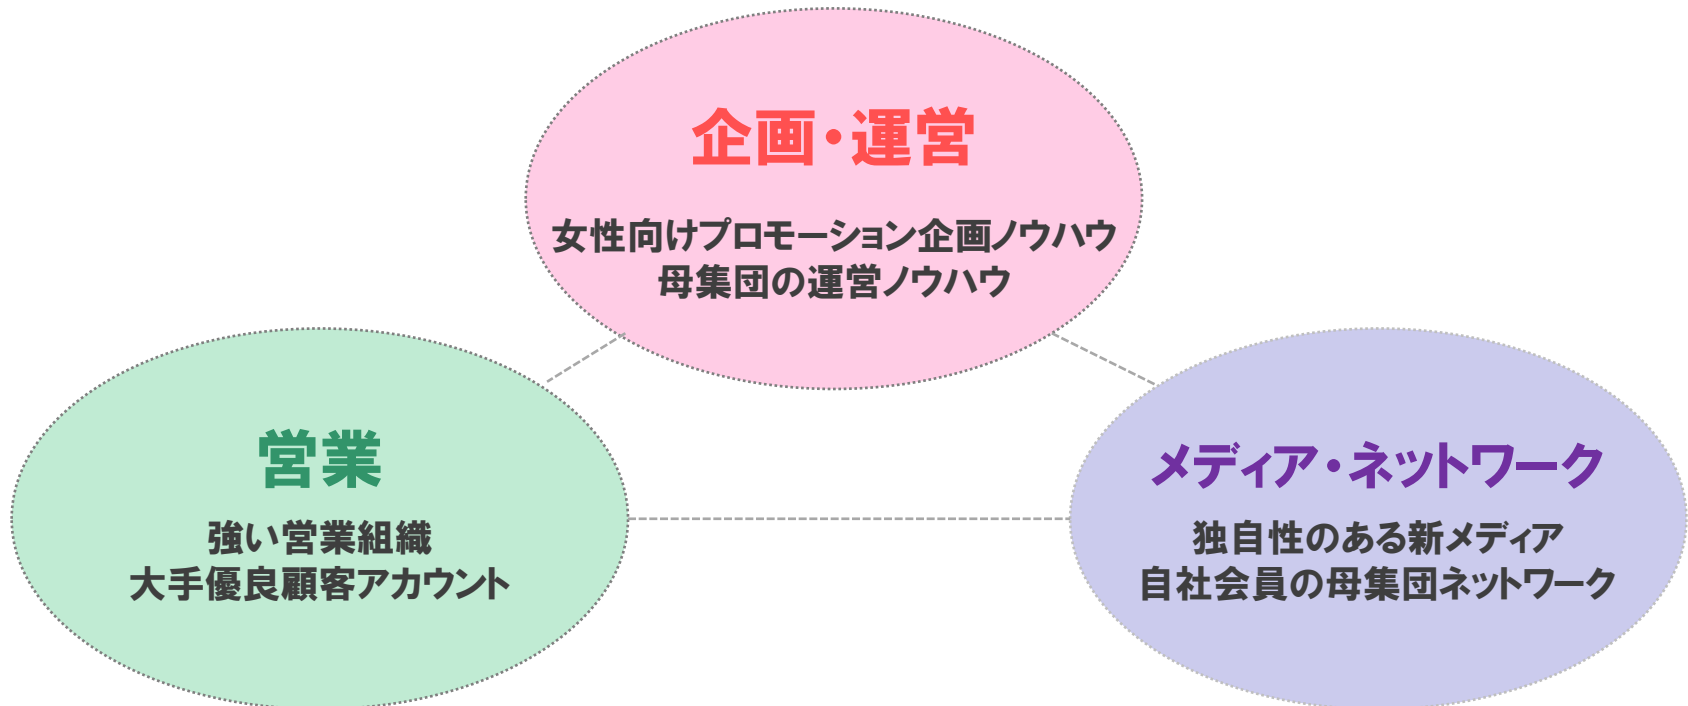 企画・運営
女性向けプロモーション企画ノウハウ
母集団の運営ノウハウ
営業
強い営業組織
大手優良顧客アカウント
メディア・ネットワーク
独自性のある新メディア
自社会員の母集団ネットワーク